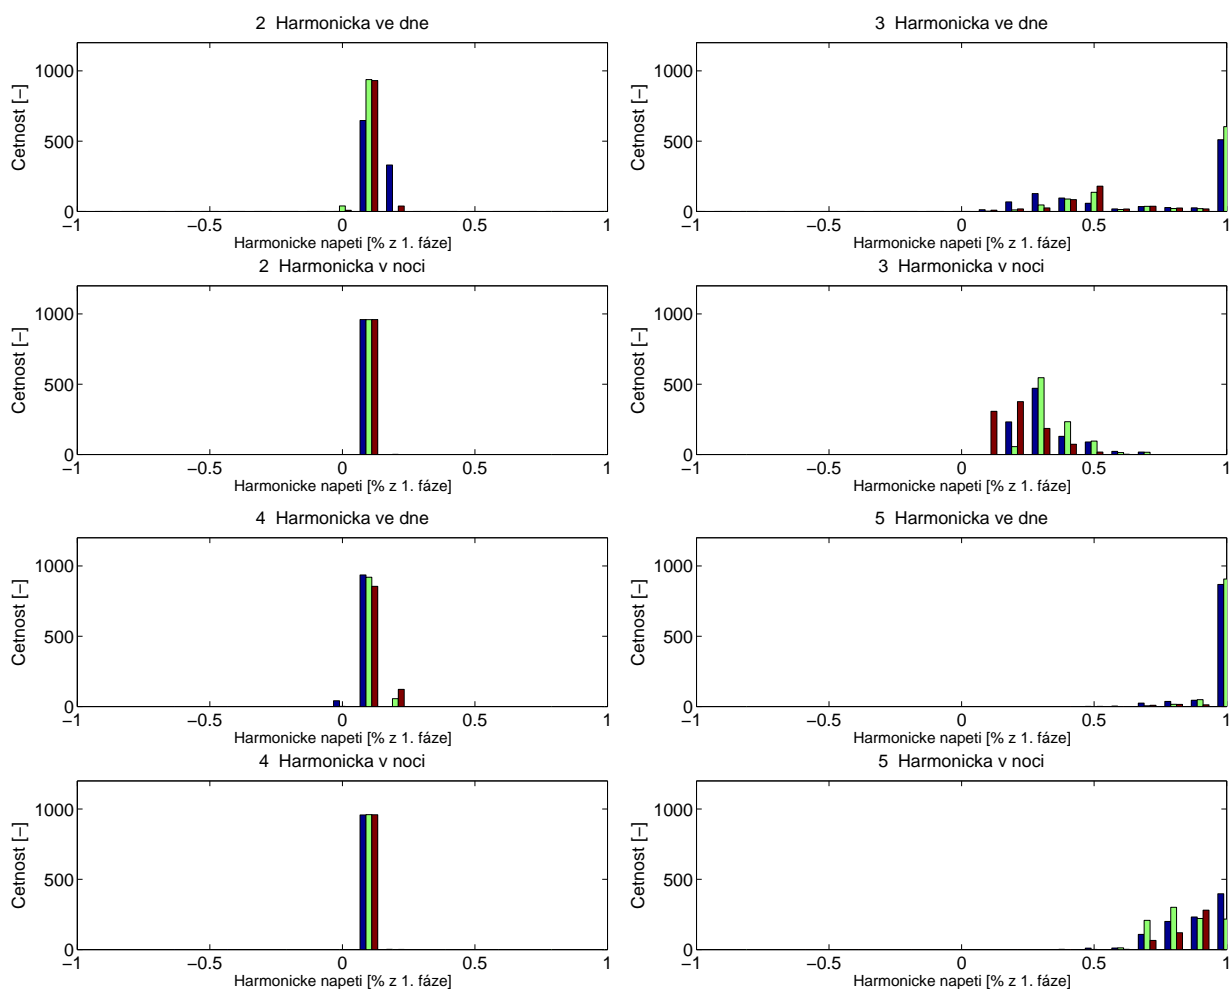 2 Harmonicka ve dne
Cetnost [−]
1000
500
0
−1 −0.5 0 0.5 1
Harmonicke napeti [% z 1. fáze]
3 Harmonicka ve dne
Cetnost [−]
1000
500
0
−1 −0.5 0 0.5 1
Harmonicke napeti [% z 1. fáze]
2 Harmonicka v noci
Cetnost [−]
1000
500
0
−1 −0.5 0 0.5 1
Harmonicke napeti [% z 1. fáze]
3 Harmonicka v noci
Cetnost [−]
1000
500
0
−1 −0.5 0 0.5 1
Harmonicke napeti [% z 1. fáze]
4 Harmonicka ve dne
Cetnost [−]
1000
500
0
−1 −0.5 0 0.5 1
Harmonicke napeti [% z 1. fáze]
5 Harmonicka ve dne
Cetnost [−]
1000
500
0
−1 −0.5 0 0.5 1
Harmonicke napeti [% z 1. fáze]
4 Harmonicka v noci
Cetnost [−]
1000
500
0
−1 −0.5 0 0.5 1
Harmonicke napeti [% z 1. fáze]
5 Harmonicka v noci
Cetnost [−]
1000
500
0
−1 −0.5 0 0.5 1
Harmonicke napeti [% z 1. fáze]